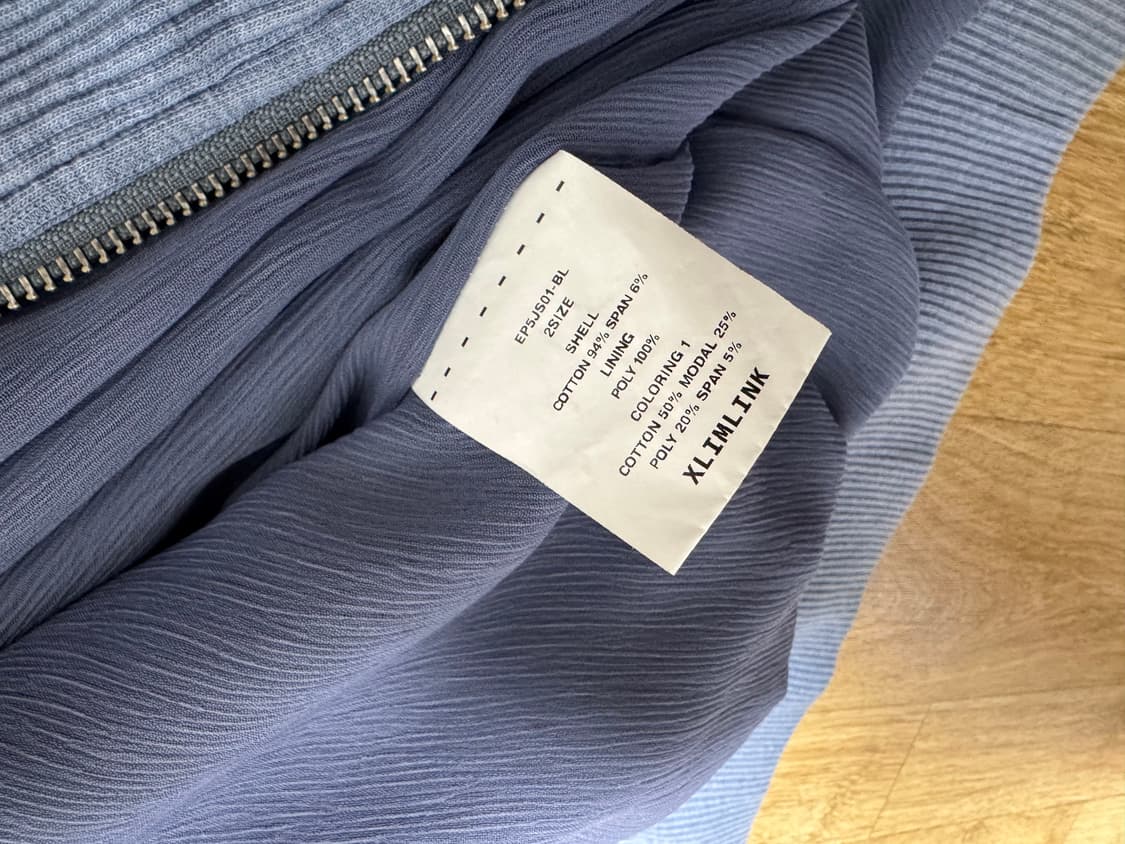 EP5JS01-BL
2SIZE
SHELL
COTTON 94% SPAN 6%
LINING
POLY 100%
COLORING 1
COTTON 50% MODAL 25%
POLY 20% SPAN 5%
XLIMLINK